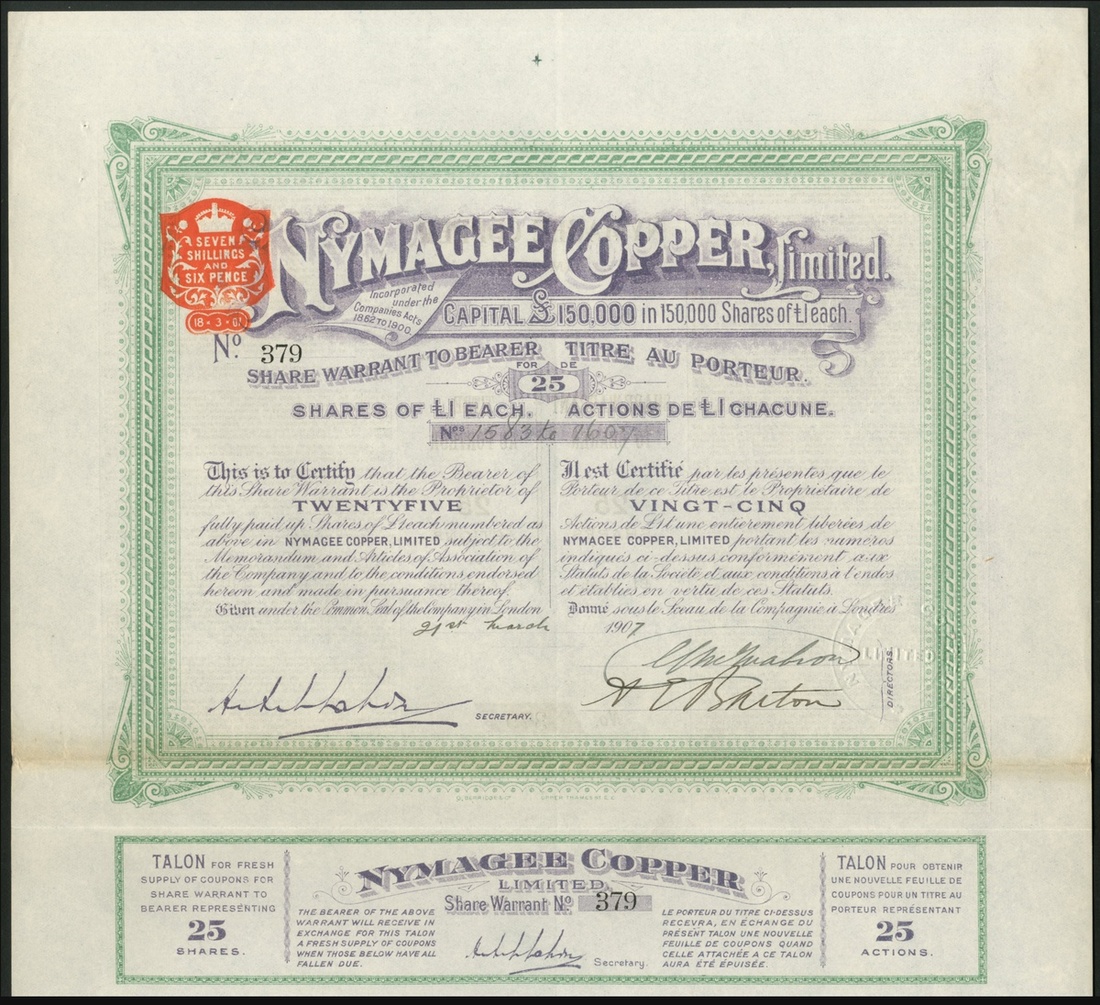 SEVEN
SHILLINGS
AND
SIX PENCE
NYMAGEE COPPER, Limited.
Incorporated
under the
Companies Acts
1862 TO 1900.
CAPITAL £150,000 in 150,000 Shares of £1 each.
No. 379
SHARE WARRANT TO BEARER TITRE AU PORTEUR.
FOR DE
25
SHARES OF £1 EACH. ACTIONS DE £1 CHACUNE.
Nos 1583 to 1607
This is to Certify that the Bearer of
this Share Warrant is the Proprietor of
TWENTYFIVE
fully paid up Shares of £1 each numbered as
above in NYMAGEE COPPER, LIMITED subject to the
Memorandum and Articles of Association of
the Company and to the conditions endorsed
hereon and made in pursuance thereof.
Given under the Common Seal of the Company in London
21st March
Il est Certifié par les présentes que le
Porteur de ce Titre est le Propriétaire de
VINGT-CINQ
Actions de £1 une entièrement libérées, de
NYMAGEE COPPER, LIMITED portant les numéros
indiqués ci-dessus conformément aux
Statuts de la Société et aux conditions à l'endos
et établies en vertu de ces Statuts.
Donné sous le Sceau de la Compagnie à Londres
1907
LIMITED
A E Barton
DIRECTORS.
SECRETARY.
UPPER THAMES ST. E.C.
TALON FOR FRESH
SUPPLY OF COUPONS FOR
SHARE WARRANT TO
BEARER REPRESENTING
25
SHARES.
NYMAGEE COPPER
LIMITED.
Share Warrant No. 379
THE BEARER OF THE ABOVE
WARRANT WILL RECEIVE IN
EXCHANGE FOR THIS TALON
A FRESH SUPPLY OF COUPONS
WHEN THOSE BELOW HAVE ALL
FALLEN DUE.
Secretary.
LE PORTEUR DU TITRE CI-DESSUS
RECEVRA, EN ÉCHANGE DU
PRÉSENT TALON UNE NOUVELLE
FEUILLE DE COUPONS QUAND
CELLE ATTACHÉE A CE TALON
AURA ÉTÉ ÉPUISÉE.
TALON POUR OBTENIR
UNE NOUVELLE FEUILLE DE
COUPONS POUR UN TITRE AU
PORTEUR REPRÉSENTANT
25
ACTIONS.